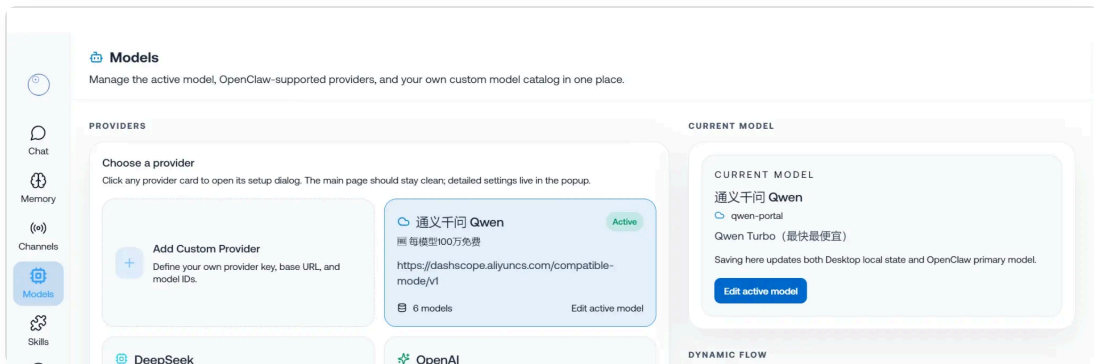 Models
Manage the active model, OpenClaw-supported providers, and your own custom model catalog in one place.
Chat
Memory
Channels
Models
Skills
PROVIDERS
Choose a provider
Click any provider card to open its setup dialog. The main page should stay clean; detailed settings live in the popup.
Add Custom Provider
Define your own provider key, base URL, and
model IDs.
通义千问 Qwen
Active
每模型100万免费
https://dashscope.aliyuncs.com/compatible-
mode/v1
6 models
Edit active model
DeepSeek
OpenAI
CURRENT MODEL
CURRENT MODEL
通义千问 Qwen
qwen-portal
Qwen Turbo（最快最便宜）
Saving here updates both Desktop local state and OpenClaw primary model.
Edit active model
DYNAMIC FLOW